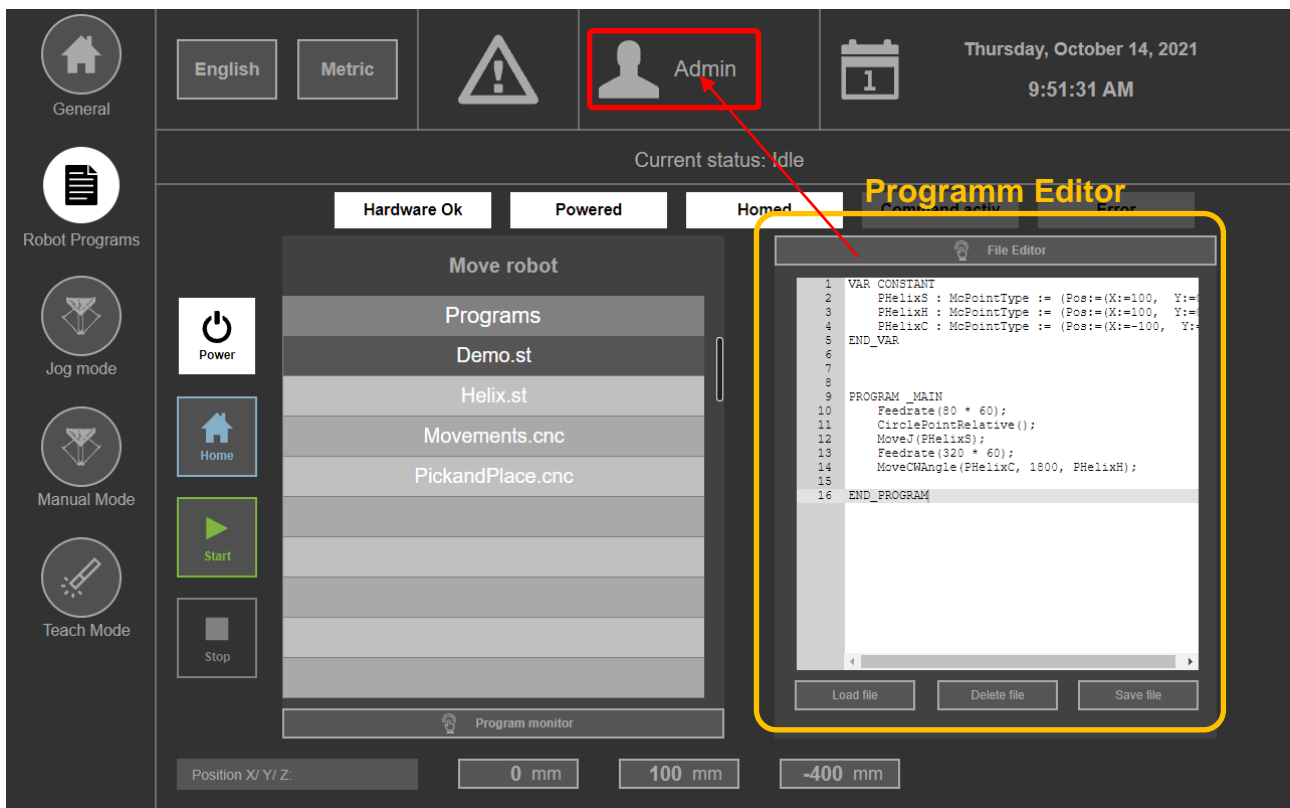 General
English
Metric
Admin
1
Thursday, October 14, 2021
9:51:31 AM
Current status: Idle
Robot Programs
Jog mode
Manual Mode
Teach Mode
Programm Editor
Hardware Ok
Powered
Homed
Command activ
Error
Power
Home
Start
Stop
Move robot
Programs
Demo.st
Helix.st
Movements.cnc
PickandPlace.cnc
Program monitor
File Editor
1 VAR CONSTANT
2 PHelixS : McPointType := (Pos:=(X:=100, Y:=
3 PHelixH : McPointType := (Pos:=(X:=100, Y:=
4 PHelixC : McPointType := (Pos:=(X:=-100, Y:
5 END_VAR
6
7
8
9 PROGRAM _MAIN
10 Feedrate(80 * 60);
11 CirclePointRelative();
12 MoveJ(PHelixS);
13 Feedrate(320 * 60);
14 MoveCWAngle(PHelixC, 1800, PHelixH);
15
16 END_PROGRAM
Load file
Delete file
Save file
Position X/ Y/ Z:
0 mm
100 mm
-400 mm